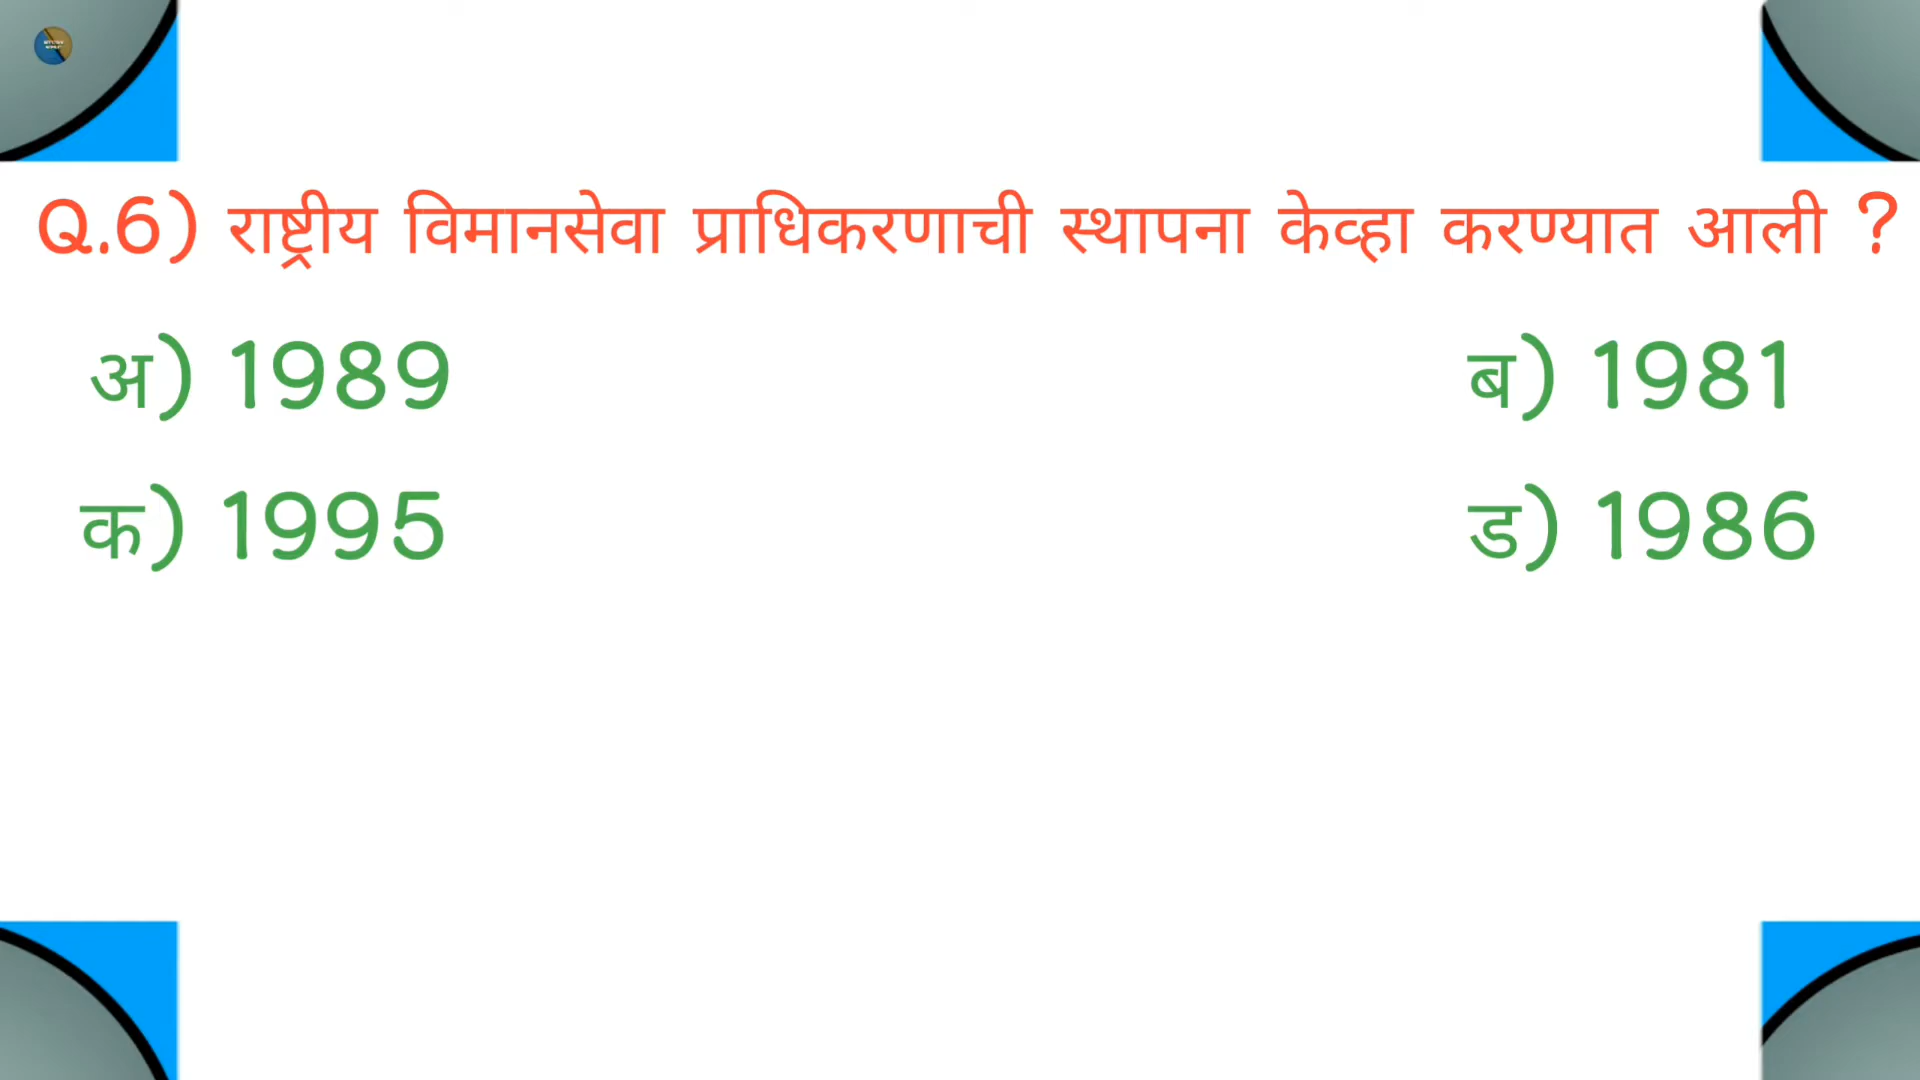 Q.6) राष्ट्रीय विमानसेवा प्राधिकरणाची स्थापना केव्हा करण्यात आली ?
अ) 1989 ब) 1981
क) 1995 ड) 1986